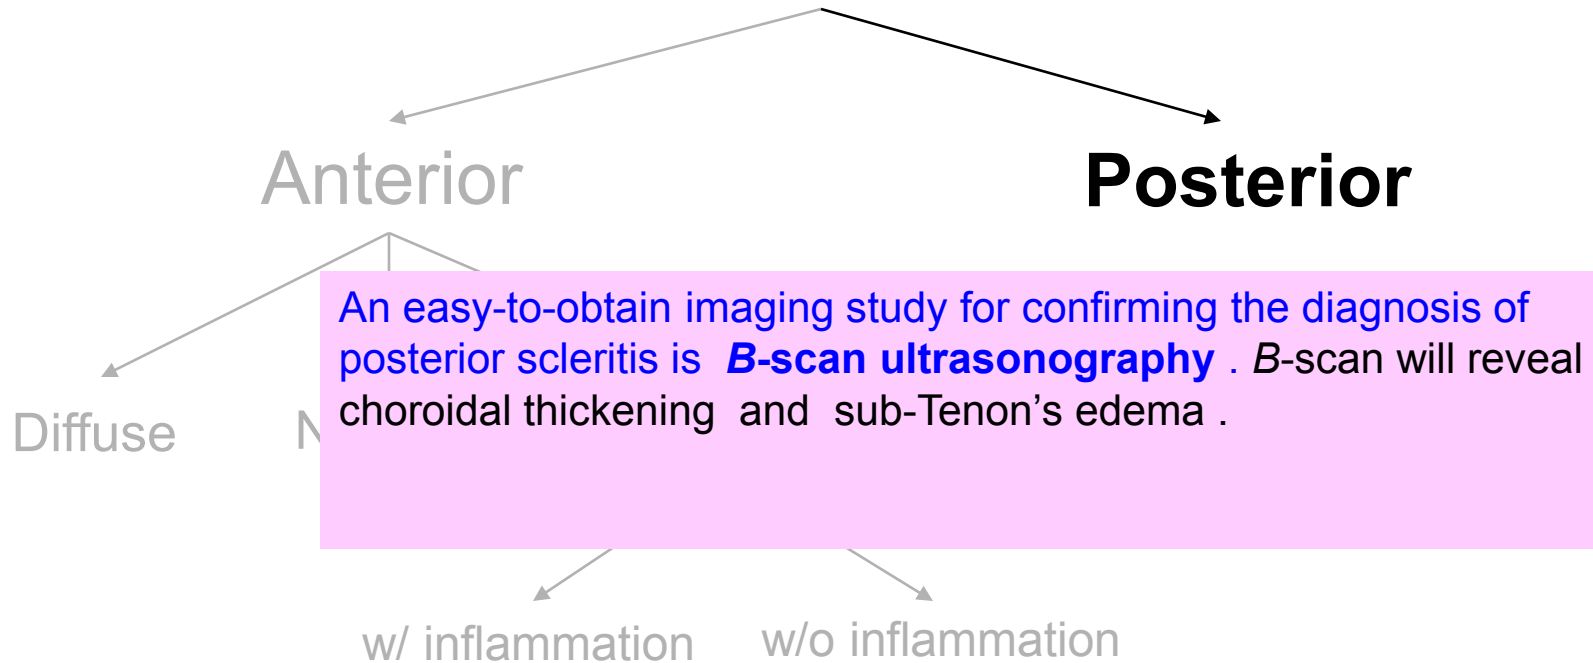 Anterior
Posterior
An easy-to-obtain imaging study for confirming the diagnosis of
posterior scleritis is B-scan ultrasonography . B-scan will reveal
choroidal thickening and sub-Tenon’s edema .
Diffuse
w/ inflammation
w/o inflammation